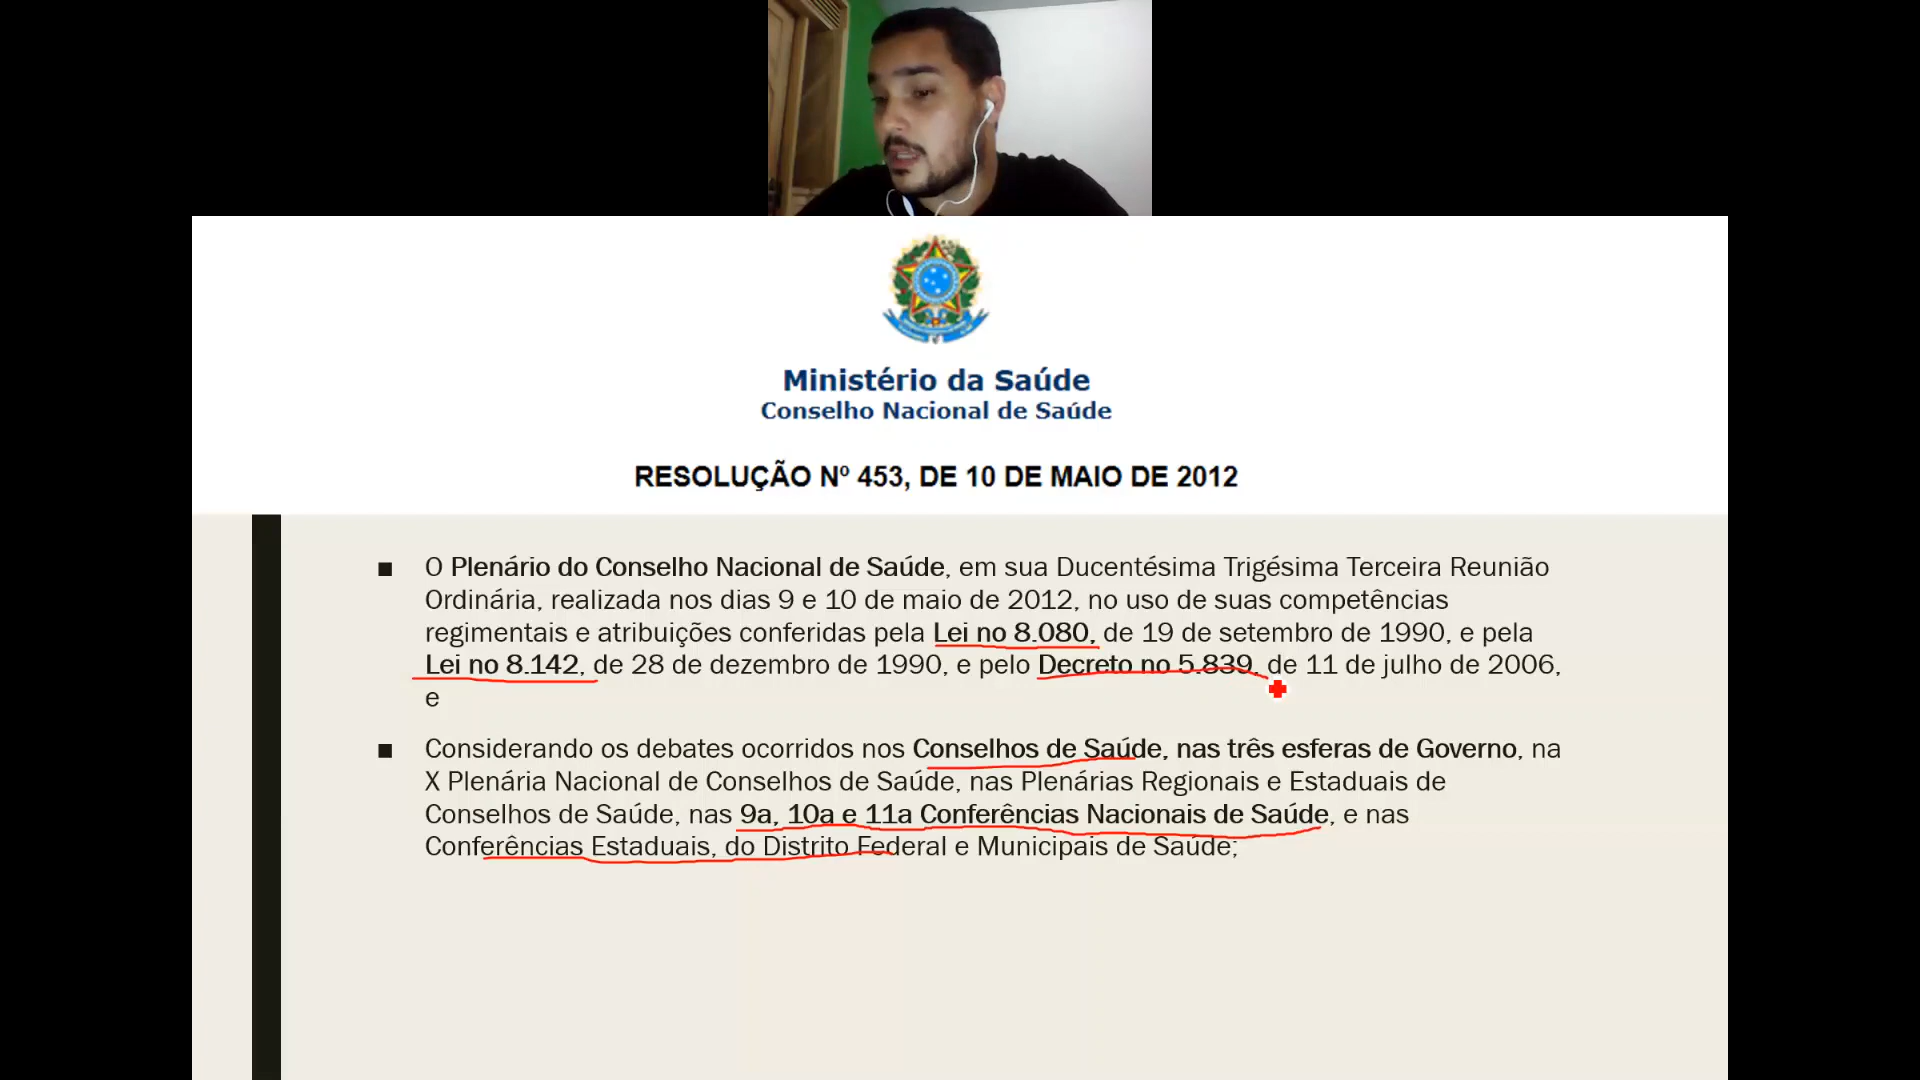 Ministério da Saúde
Conselho Nacional de Saúde
RESOLUÇÃO Nº 453, DE 10 DE MAIO DE 2012
■ O Plenário do Conselho Nacional de Saúde, em sua Ducentésima Trigésima Terceira Reunião
Ordinária, realizada nos dias 9 e 10 de maio de 2012, no uso de suas competências
regimentais e atribuições conferidas pela Lei no 8.080, de 19 de setembro de 1990, e pela
Lei no 8.142, de 28 de dezembro de 1990, e pelo Decreto no 5.839, de 11 de julho de 2006,
e
■ Considerando os debates ocorridos nos Conselhos de Saúde, nas três esferas de Governo, na
X Plenária Nacional de Conselhos de Saúde, nas Plenárias Regionais e Estaduais de
Conselhos de Saúde, nas 9a, 10a e 11a Conferências Nacionais de Saúde, e nas
Conferências Estaduais, do Distrito Federal e Municipais de Saúde;